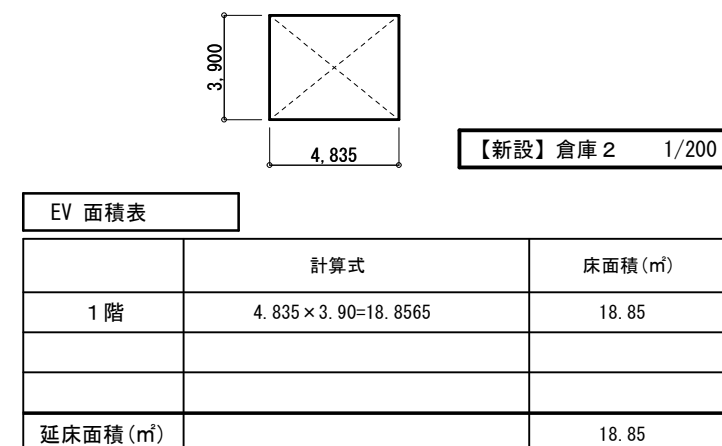 3,900
4,835
【新設】倉庫２ 1/200
EV 面積表
計算式 床面積(㎡)
１階 4.835×3.90=18.8565 18.85
延床面積(㎡) 18.85